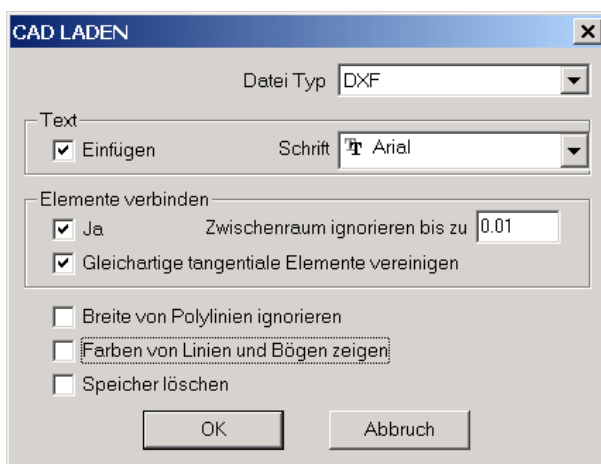 CAD LADEN
Datei Typ DXF
Text
Einfügen Schrift Arial
Elemente verbinden
Ja Zwischenraum ignorieren bis zu 0.01
Gleichartige tangentiale Elemente vereinigen
Breite von Polylinien ignorieren
Farben von Linien und Bögen zeigen
Speicher löschen
OK Abbruch